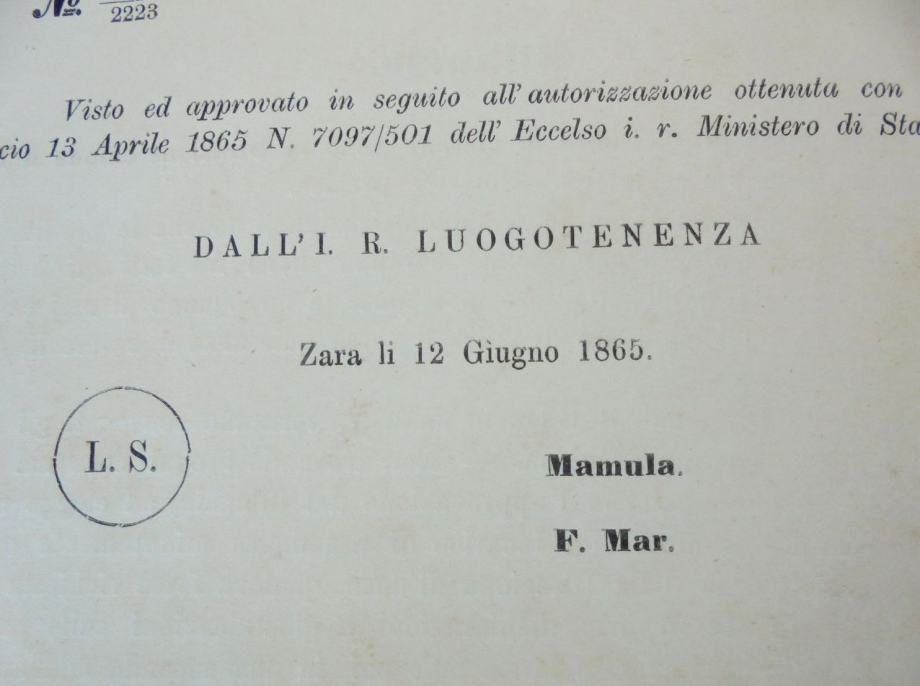 No.
2223
Visto ed approvato in seguito all' autorizzazione ottenuta con
cio 13 Aprile 1865 N. 7097/501 dell' Eccelso i. r. Ministero di Sta
DALL' I. R. LUOGOTENENZA
Zara li 12 Giugno 1865.
L. S.
Mamula.
F. Mar.